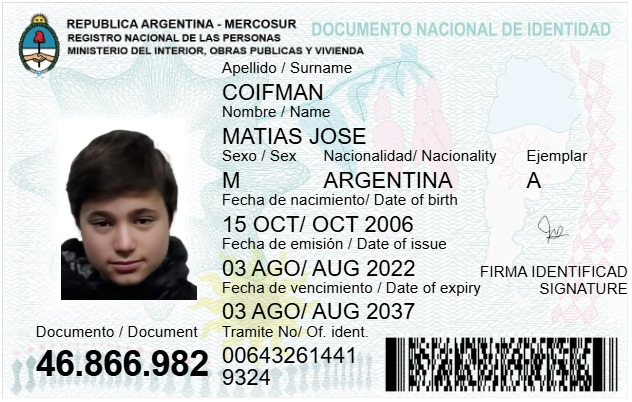 REPUBLICA ARGENTINA - MERCOSUR
REGISTRO NACIONAL DE LAS PERSONAS
MINISTERIO DEL INTERIOR, OBRAS PUBLICAS Y VIVIENDA
DOCUMENTO NACIONAL DE IDENTIDAD
Apellido / Surname
COIFMAN
Nombre / Name
MATIAS JOSE
Sexo / Sex Nacionalidad/ Nacionality Ejemplar
M ARGENTINA A
Fecha de nacimiento/ Date of birth
15 OCT/ OCT 2006
Fecha de emisión / Date of issue
03 AGO/ AUG 2022
Fecha de vencimiento / Date of expiry
03 AGO/ AUG 2037
FIRMA IDENTIFICAD
SIGNATURE
Documento / Document
46.866.982
Tramite No/ Of. ident.
00643261441
9324